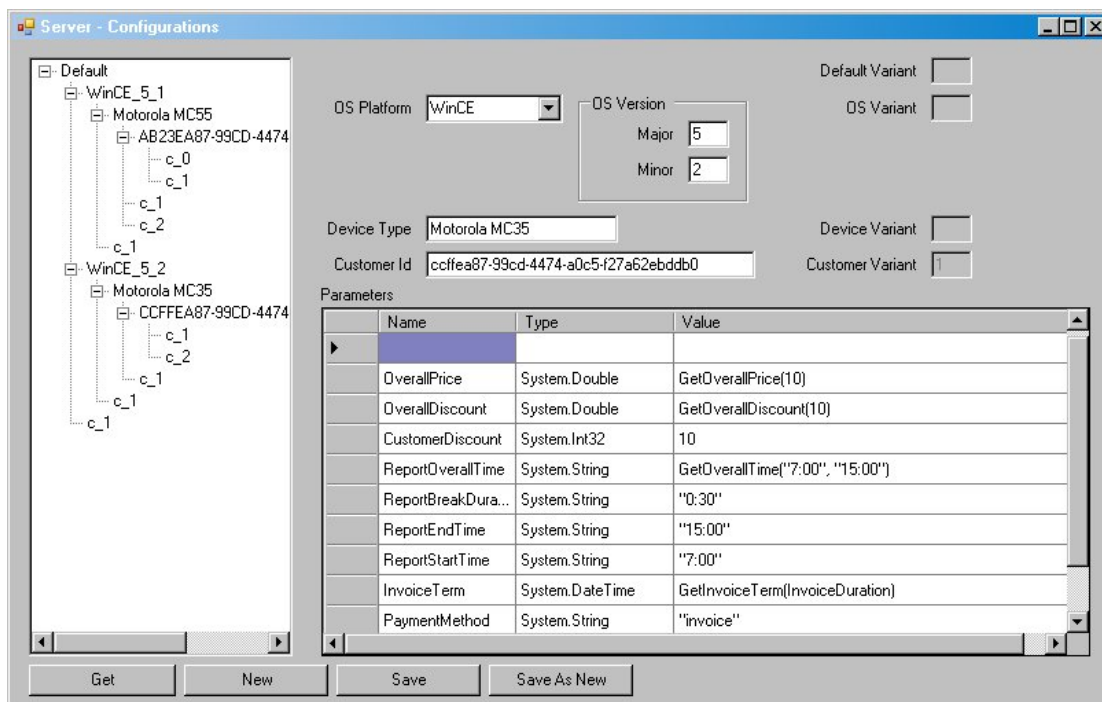 Server - Configurations
Default
WinCE_5_1
Motorola MC55
AB23EA87-99CD-4474
c_0
c_1
c_1
c_2
c_1
WinCE_5_2
Motorola MC35
CCFFEA87-99CD-4474
c_1
c_2
c_1
c_1
c_1
Default Variant
OS Platform WinCE
OS Version
Major 5
Minor 2
OS Variant
Device Type Motorola MC35
Device Variant
Customer Id ccffea87-99cd-4474-a0c5-f27a62ebddb0
Customer Variant 1
Parameters
Name Type Value
OverallPrice System.Double GetOverallPrice(10)
OverallDiscount System.Double GetOverallDiscount(10)
CustomerDiscount System.Int32 10
ReportOverallTime System.String GetOverallTime("7:00", "15:00")
ReportBreakDura... System.String "0:30"
ReportEndTime System.String "15:00"
ReportStartTime System.String "7:00"
InvoiceTerm System.DateTime GetInvoiceTerm(InvoiceDuration)
PaymentMethod System.String "invoice"
Get New Save Save As New